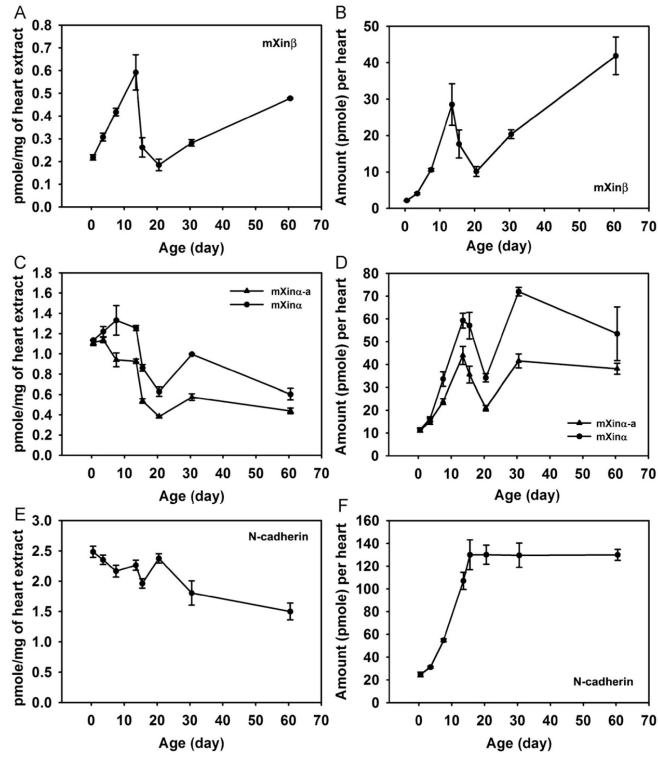 A
mXinβ
pmole/mg of heart extract
0.8
0.7
0.6
0.5
0.4
0.3
0.2
0.1
0.0
0 10 20 30 40 50 60 70
Age (day)
B
mXinβ
Amount (pmole) per heart
50
40
30
20
10
0
0 10 20 30 40 50 60 70
Age (day)
C
mXinα-a
mXinα
pmole/mg of heart extract
1.8
1.6
1.4
1.2
1.0
0.8
0.6
0.4
0.2
0 10 20 30 40 50 60 70
Age (day)
D
mXinα-a
mXinα
Amount (pmole) per heart
80
70
60
50
40
30
20
10
0
0 10 20 30 40 50 60 70
Age (day)
E
N-cadherin
pmole/mg of heart extract
3.0
2.5
2.0
1.5
1.0
0.5
0.0
0 10 20 30 40 50 60 70
Age (day)
F
N-cadherin
Amount (pmole) per heart
160
140
120
100
80
60
40
20
0
0 10 20 30 40 50 60 70
Age (day)